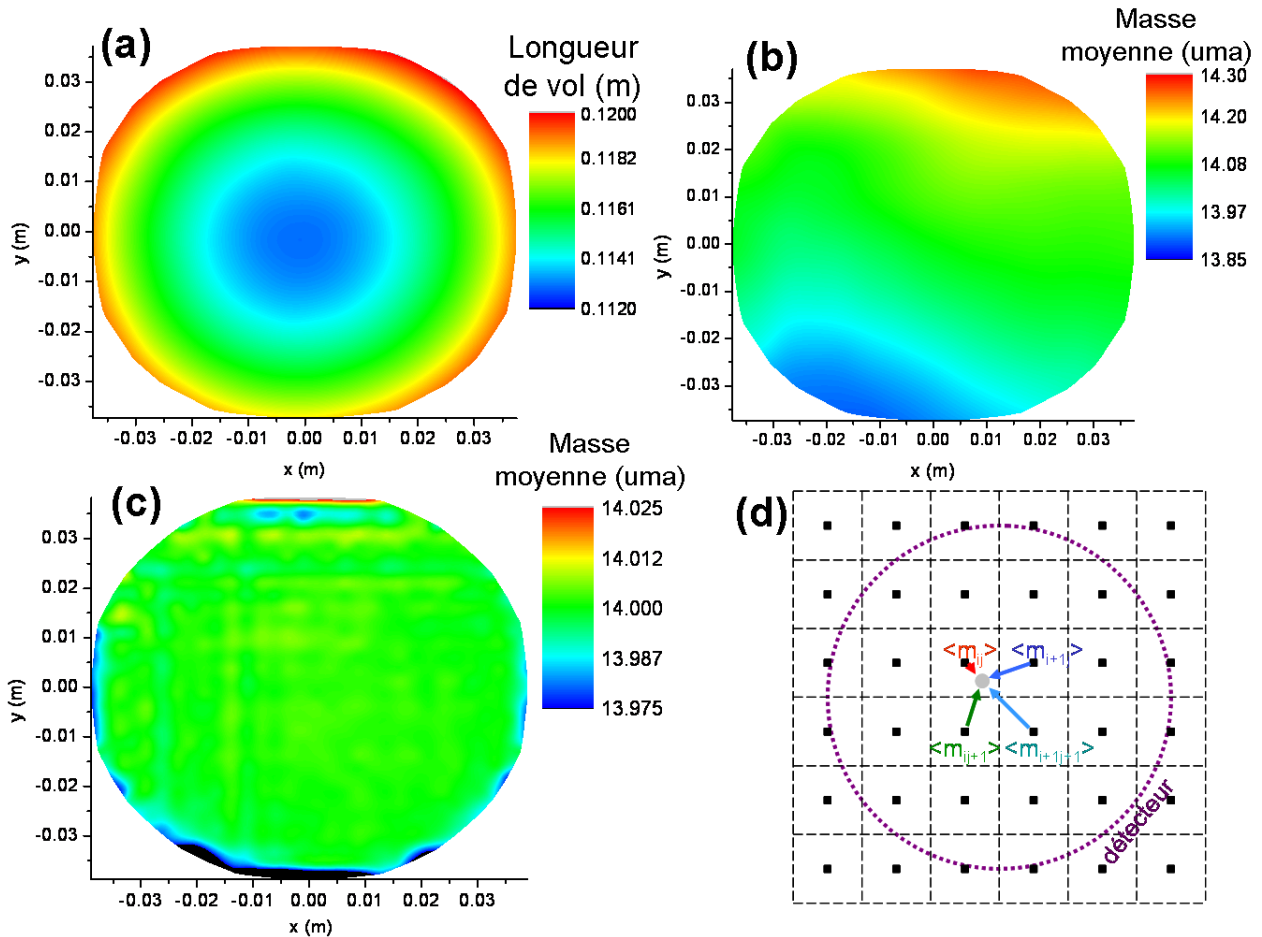 (a)
Longueur
de vol (m)
0.1200
0.1182
0.1161
0.1141
0.1120
0.03
0.02
0.01
0.00
-0.01
-0.02
-0.03
y (m)
-0.03 -0.02 -0.01 0.00 0.01 0.02 0.03
x (m)
(b)
Masse
moyenne (uma)
14.30
14.20
14.08
13.97
13.85
0.03
0.02
0.01
0.00
-0.01
-0.02
-0.03
y (m)
-0.03 -0.02 -0.01 0.00 0.01 0.02 0.03
x (m)
(c)
Masse
moyenne (uma)
14.025
14.012
14.000
13.987
13.975
0.03
0.02
0.01
0.00
-0.01
-0.02
-0.03
y (m)
-0.03 -0.02 -0.01 0.00 0.01 0.02 0.03
x (m)
(d)
<m_ij> <m_i+1j>
<m_ij+1> <m_i+1j+1>
détecteur